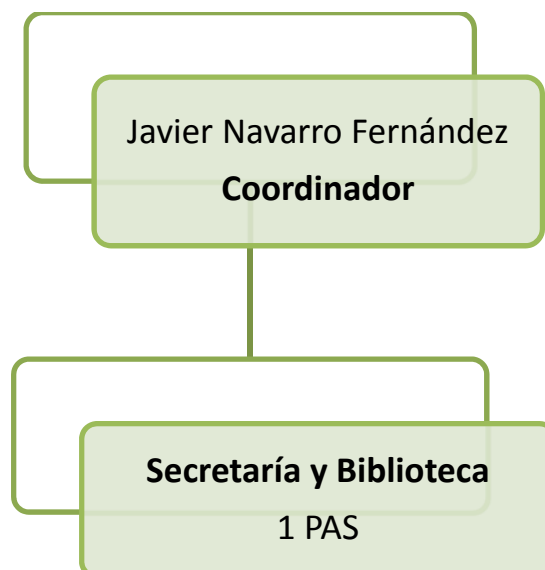 Javier Navarro Fernández
Coordinador
Secretaría y Biblioteca
1 PAS